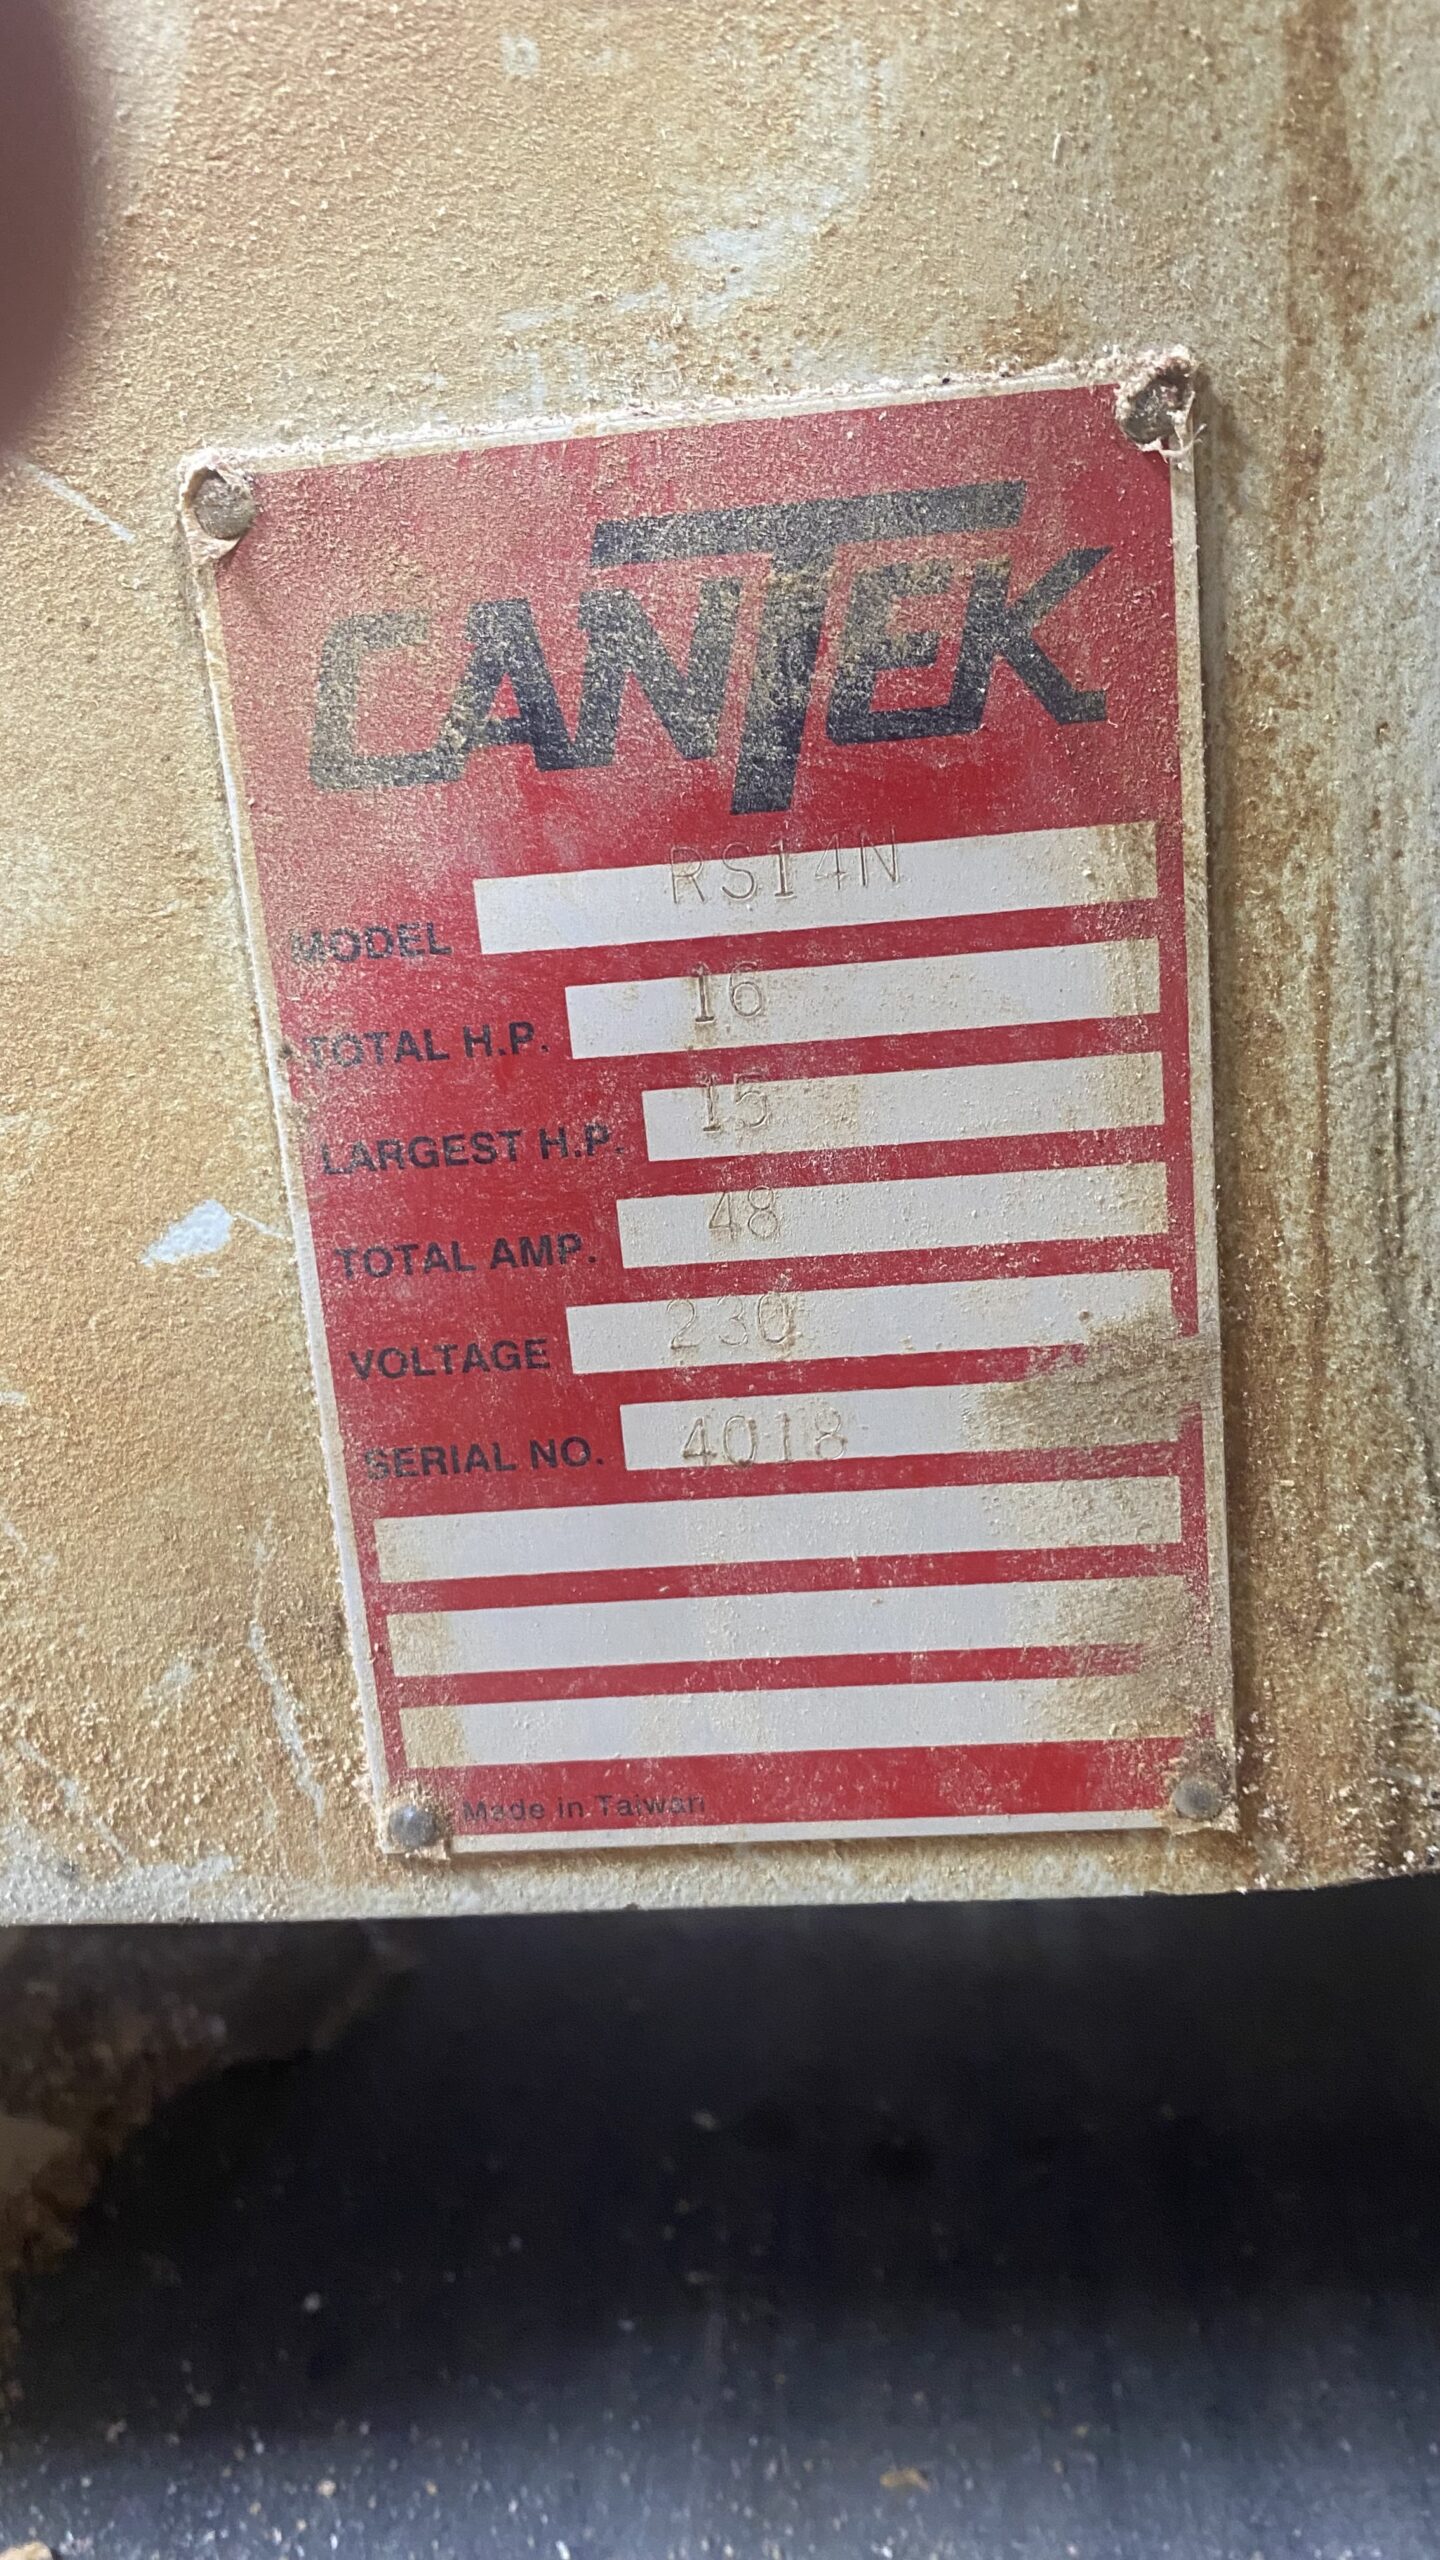 CANTEK
MODEL RS14N
TOTAL H.P. 16
LARGEST H.P. 15
TOTAL AMP. 48
VOLTAGE 230
SERIAL NO. 4018
Made in Taiwan